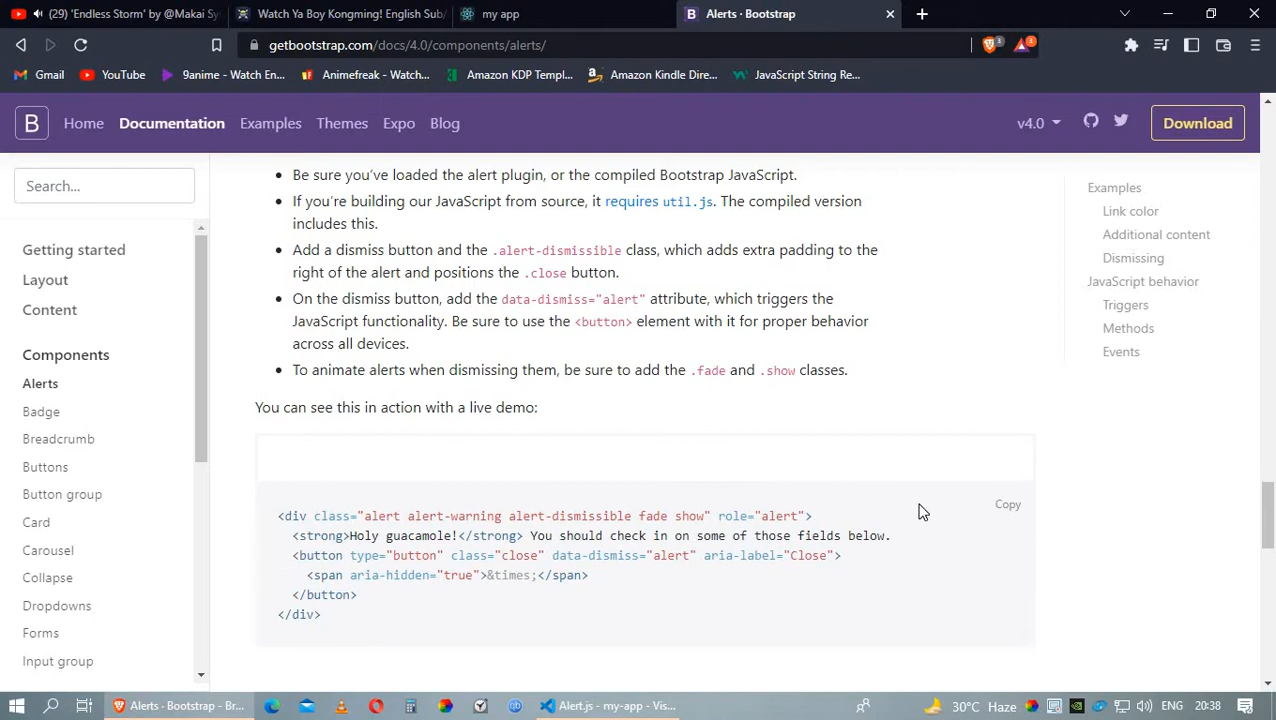 (29) 'Endless Storm' by @Makai Sy
Watch Ya Boy Kongming! English Sub/
my app
B Alerts · Bootstrap
getbootstrap.com/docs/4.0/components/alerts/
3
1
Gmail
YouTube
9anime - Watch En...
Animefreak - Watch...
Amazon KDP Templ...
Amazon Kindle Dire...
JavaScript String Re...
B
Home
Documentation
Examples
Themes
Expo
Blog
v4.0
Download
Search...
Getting started
Layout
Content
Components
Alerts
Badge
Breadcrumb
Buttons
Button group
Card
Carousel
Collapse
Dropdowns
Forms
Input group
• Be sure you've loaded the alert plugin, or the compiled Bootstrap JavaScript.
• If you're building our JavaScript from source, it requires util.js. The compiled version
includes this.
• Add a dismiss button and the .alert-dismissible class, which adds extra padding to the
right of the alert and positions the .close button.
• On the dismiss button, add the data-dismiss="alert" attribute, which triggers the
JavaScript functionality. Be sure to use the <button> element with it for proper behavior
across all devices.
• To animate alerts when dismissing them, be sure to add the .fade and .show classes.
You can see this in action with a live demo:
Copy
<div class="alert alert-warning alert-dismissible fade show" role="alert">
<strong>Holy guacamole!</strong> You should check in on some of those fields below.
<button type="button" class="close" data-dismiss="alert" aria-label="Close">
<span aria-hidden="true">&times;</span>
</button>
</div>
Examples
Link color
Additional content
Dismissing
JavaScript behavior
Triggers
Methods
Events
Alerts · Bootstrap - Br...
Alert.js - my-app - Vis...
30°C Haze
ENG
20:38